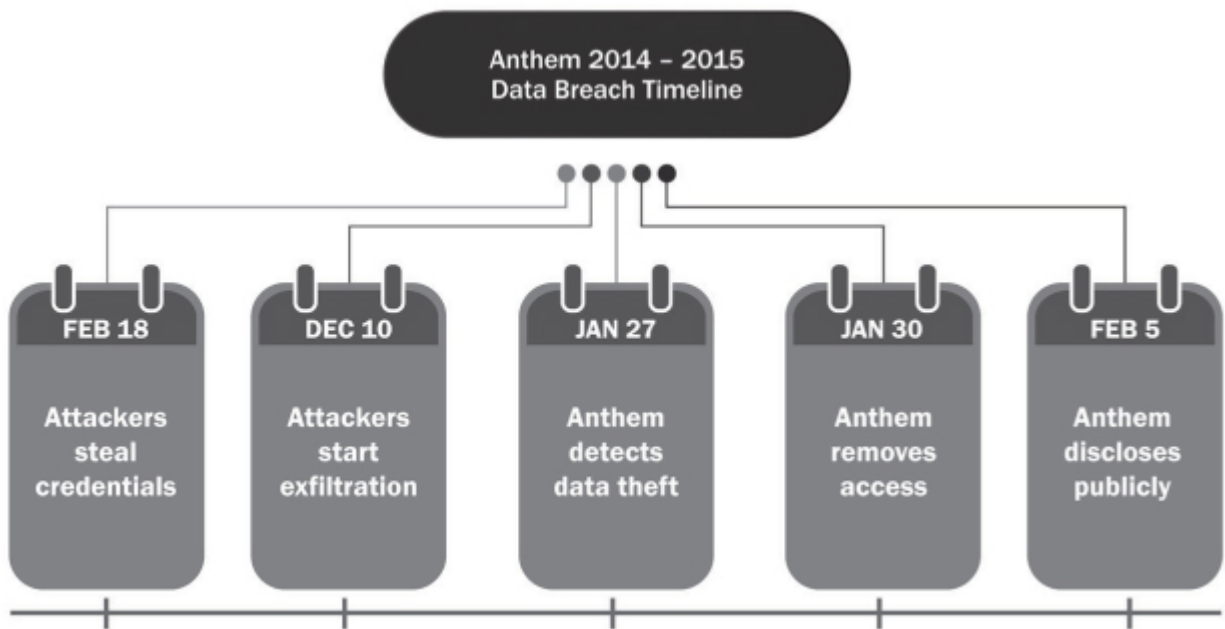 Anthem 2014 – 2015
Data Breach Timeline
FEB 18
Attackers
steal
credentials
DEC 10
Attackers
start
exfiltration
JAN 27
Anthem
detects
data theft
JAN 30
Anthem
removes
access
FEB 5
Anthem
discloses
publicly